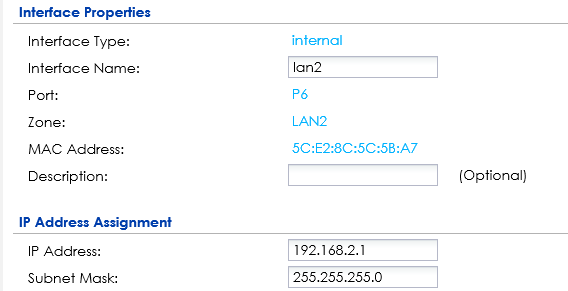 Interface Properties
Interface Type: internal
Interface Name: lan2
Port: P6
Zone: LAN2
MAC Address: 5C:E2:8C:5C:5B:A7
Description: (Optional)
IP Address Assignment
IP Address: 192.168.2.1
Subnet Mask: 255.255.255.0